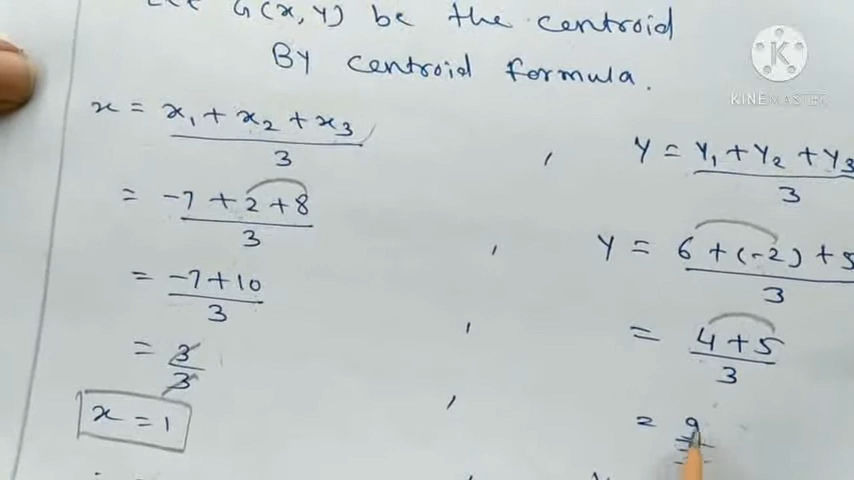 G(x, y) be the centroid
By centroid formula.
KINEMASTER
x = x₁ + x₂ + x₃ / 3 , y = y₁ + y₂ + y₃ / 3
= -7 + 2 + 8 / 3 , y = 6 + (-2) + 5 / 3
= -7 + 10 / 3 , = 4 + 5 / 3
= 3 / 3 , = 9
x = 1